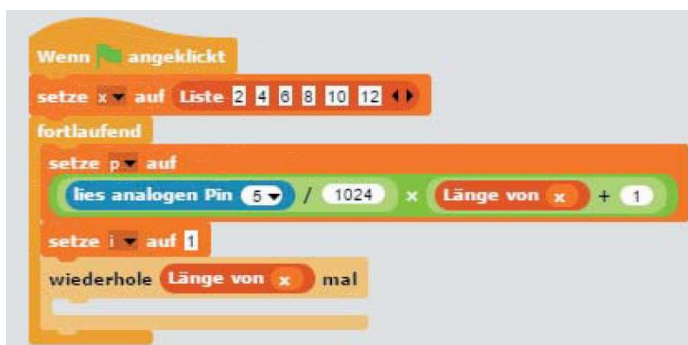 Wenn angeklickt
setze x auf Liste 2 4 6 8 10 12
fortlaufend
setze p auf
lies analogen Pin 5 / 1024 x Länge von x + 1
setze i auf 1
wiederhole Länge von x mal